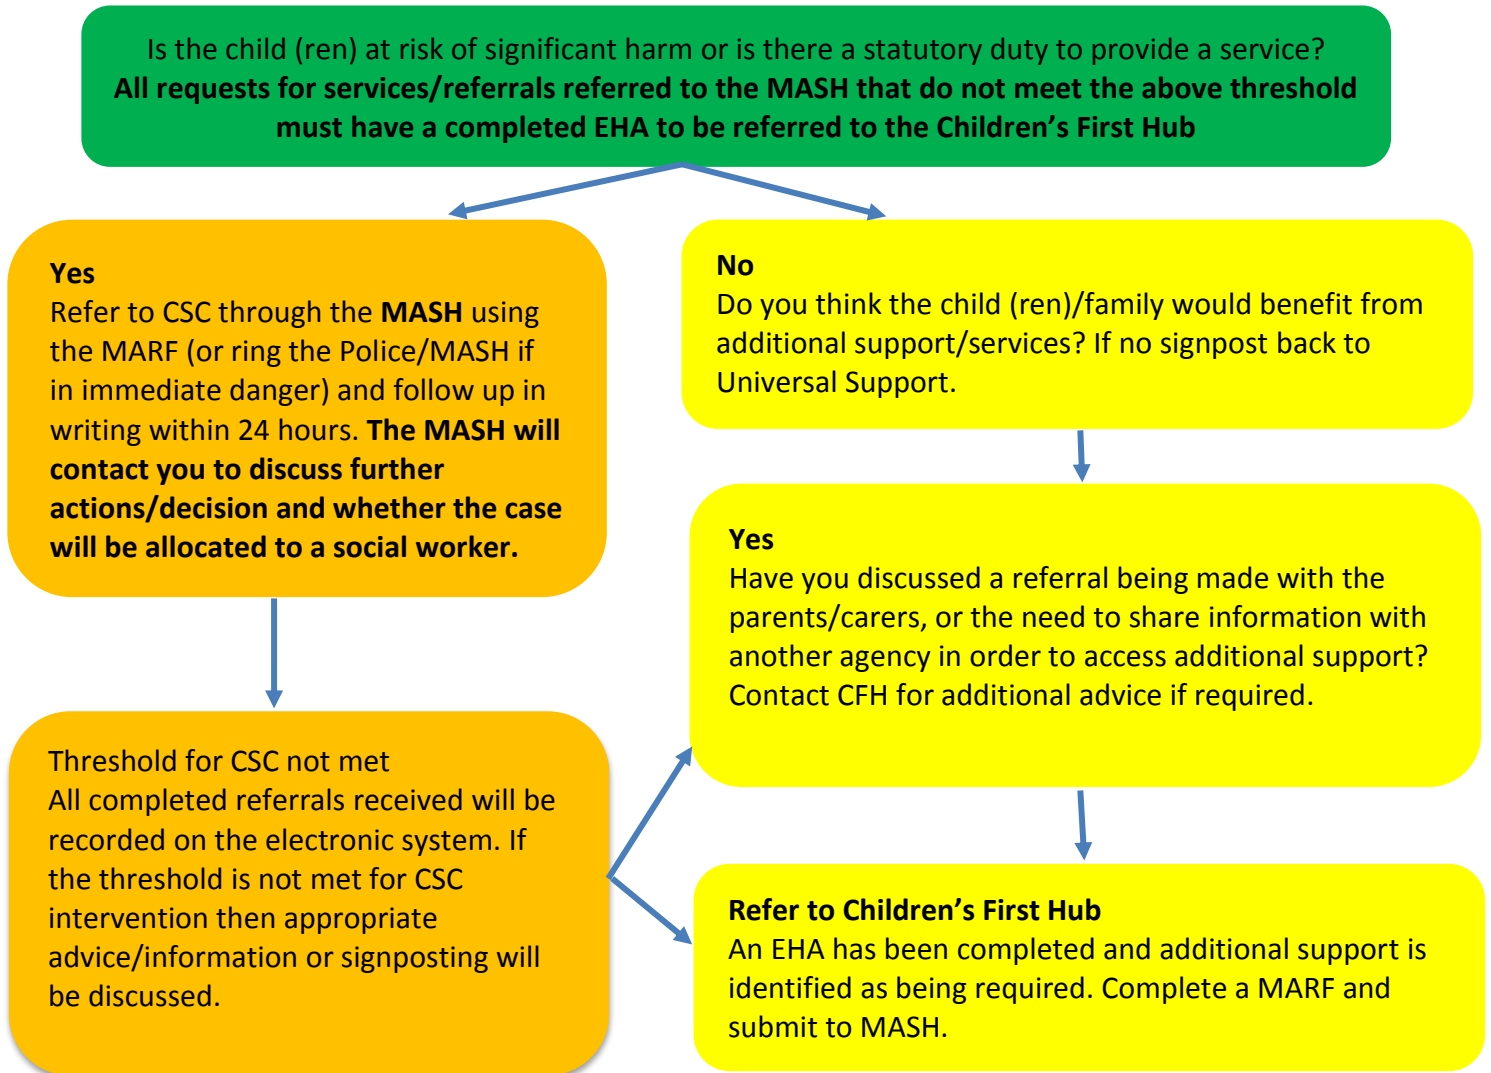 Is the child (ren) at risk of significant harm or is there a statutory duty to provide a service?
All requests for services/referrals referred to the MASH that do not meet the above threshold
must have a completed EHA to be referred to the Children’s First Hub
Yes
Refer to CSC through the MASH using
the MARF (or ring the Police/MASH if
in immediate danger) and follow up in
writing within 24 hours. The MASH will
contact you to discuss further
actions/decision and whether the case
will be allocated to a social worker.
No
Do you think the child (ren)/family would benefit from
additional support/services? If no signpost back to
Universal Support.
Yes
Have you discussed a referral being made with the
parents/carers, or the need to share information with
another agency in order to access additional support?
Contact CFH for additional advice if required.
Threshold for CSC not met
All completed referrals received will be
recorded on the electronic system. If
the threshold is not met for CSC
intervention then appropriate
advice/information or signposting will
be discussed.
Refer to Children’s First Hub
An EHA has been completed and additional support is
identified as being required. Complete a MARF and
submit to MASH.